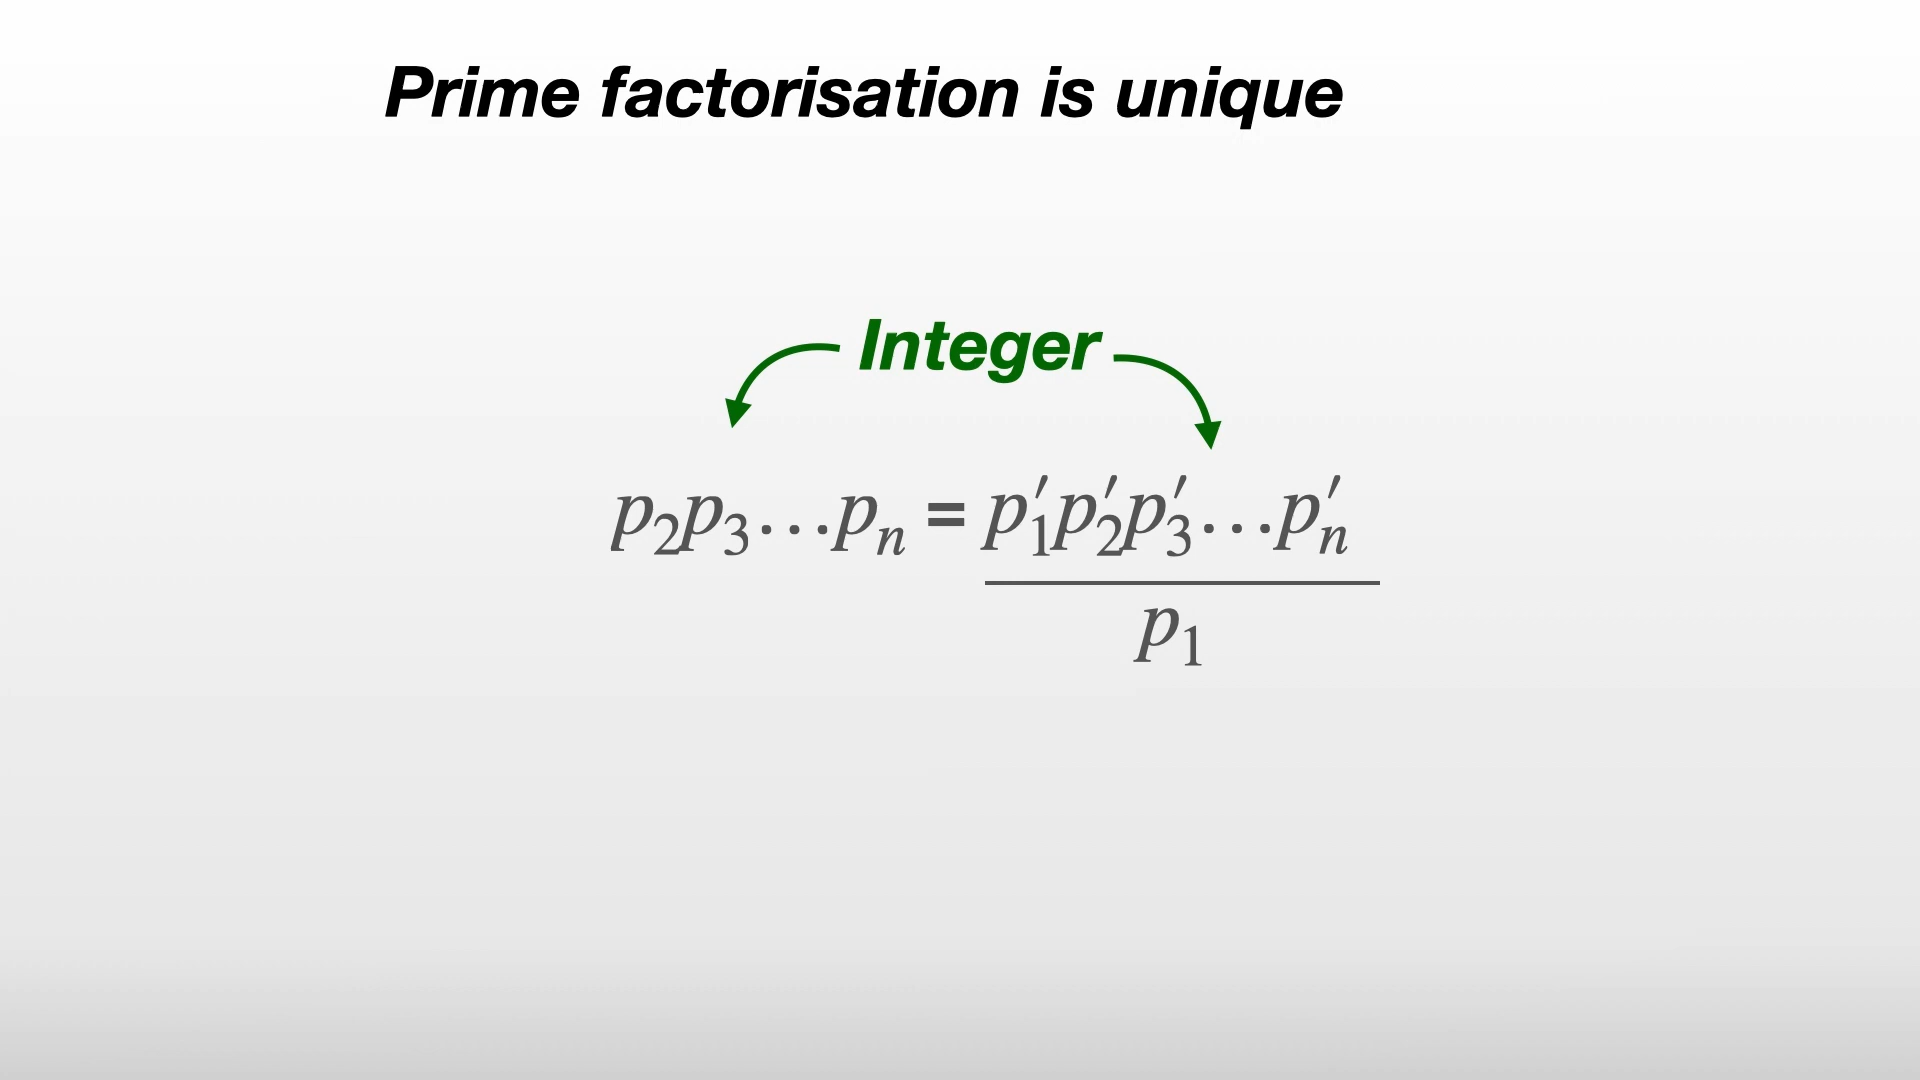 Prime factorisation is unique
Integer
p₂p₃…pₙ = p′₁p′₂p′₃…p′ₙ
p₁